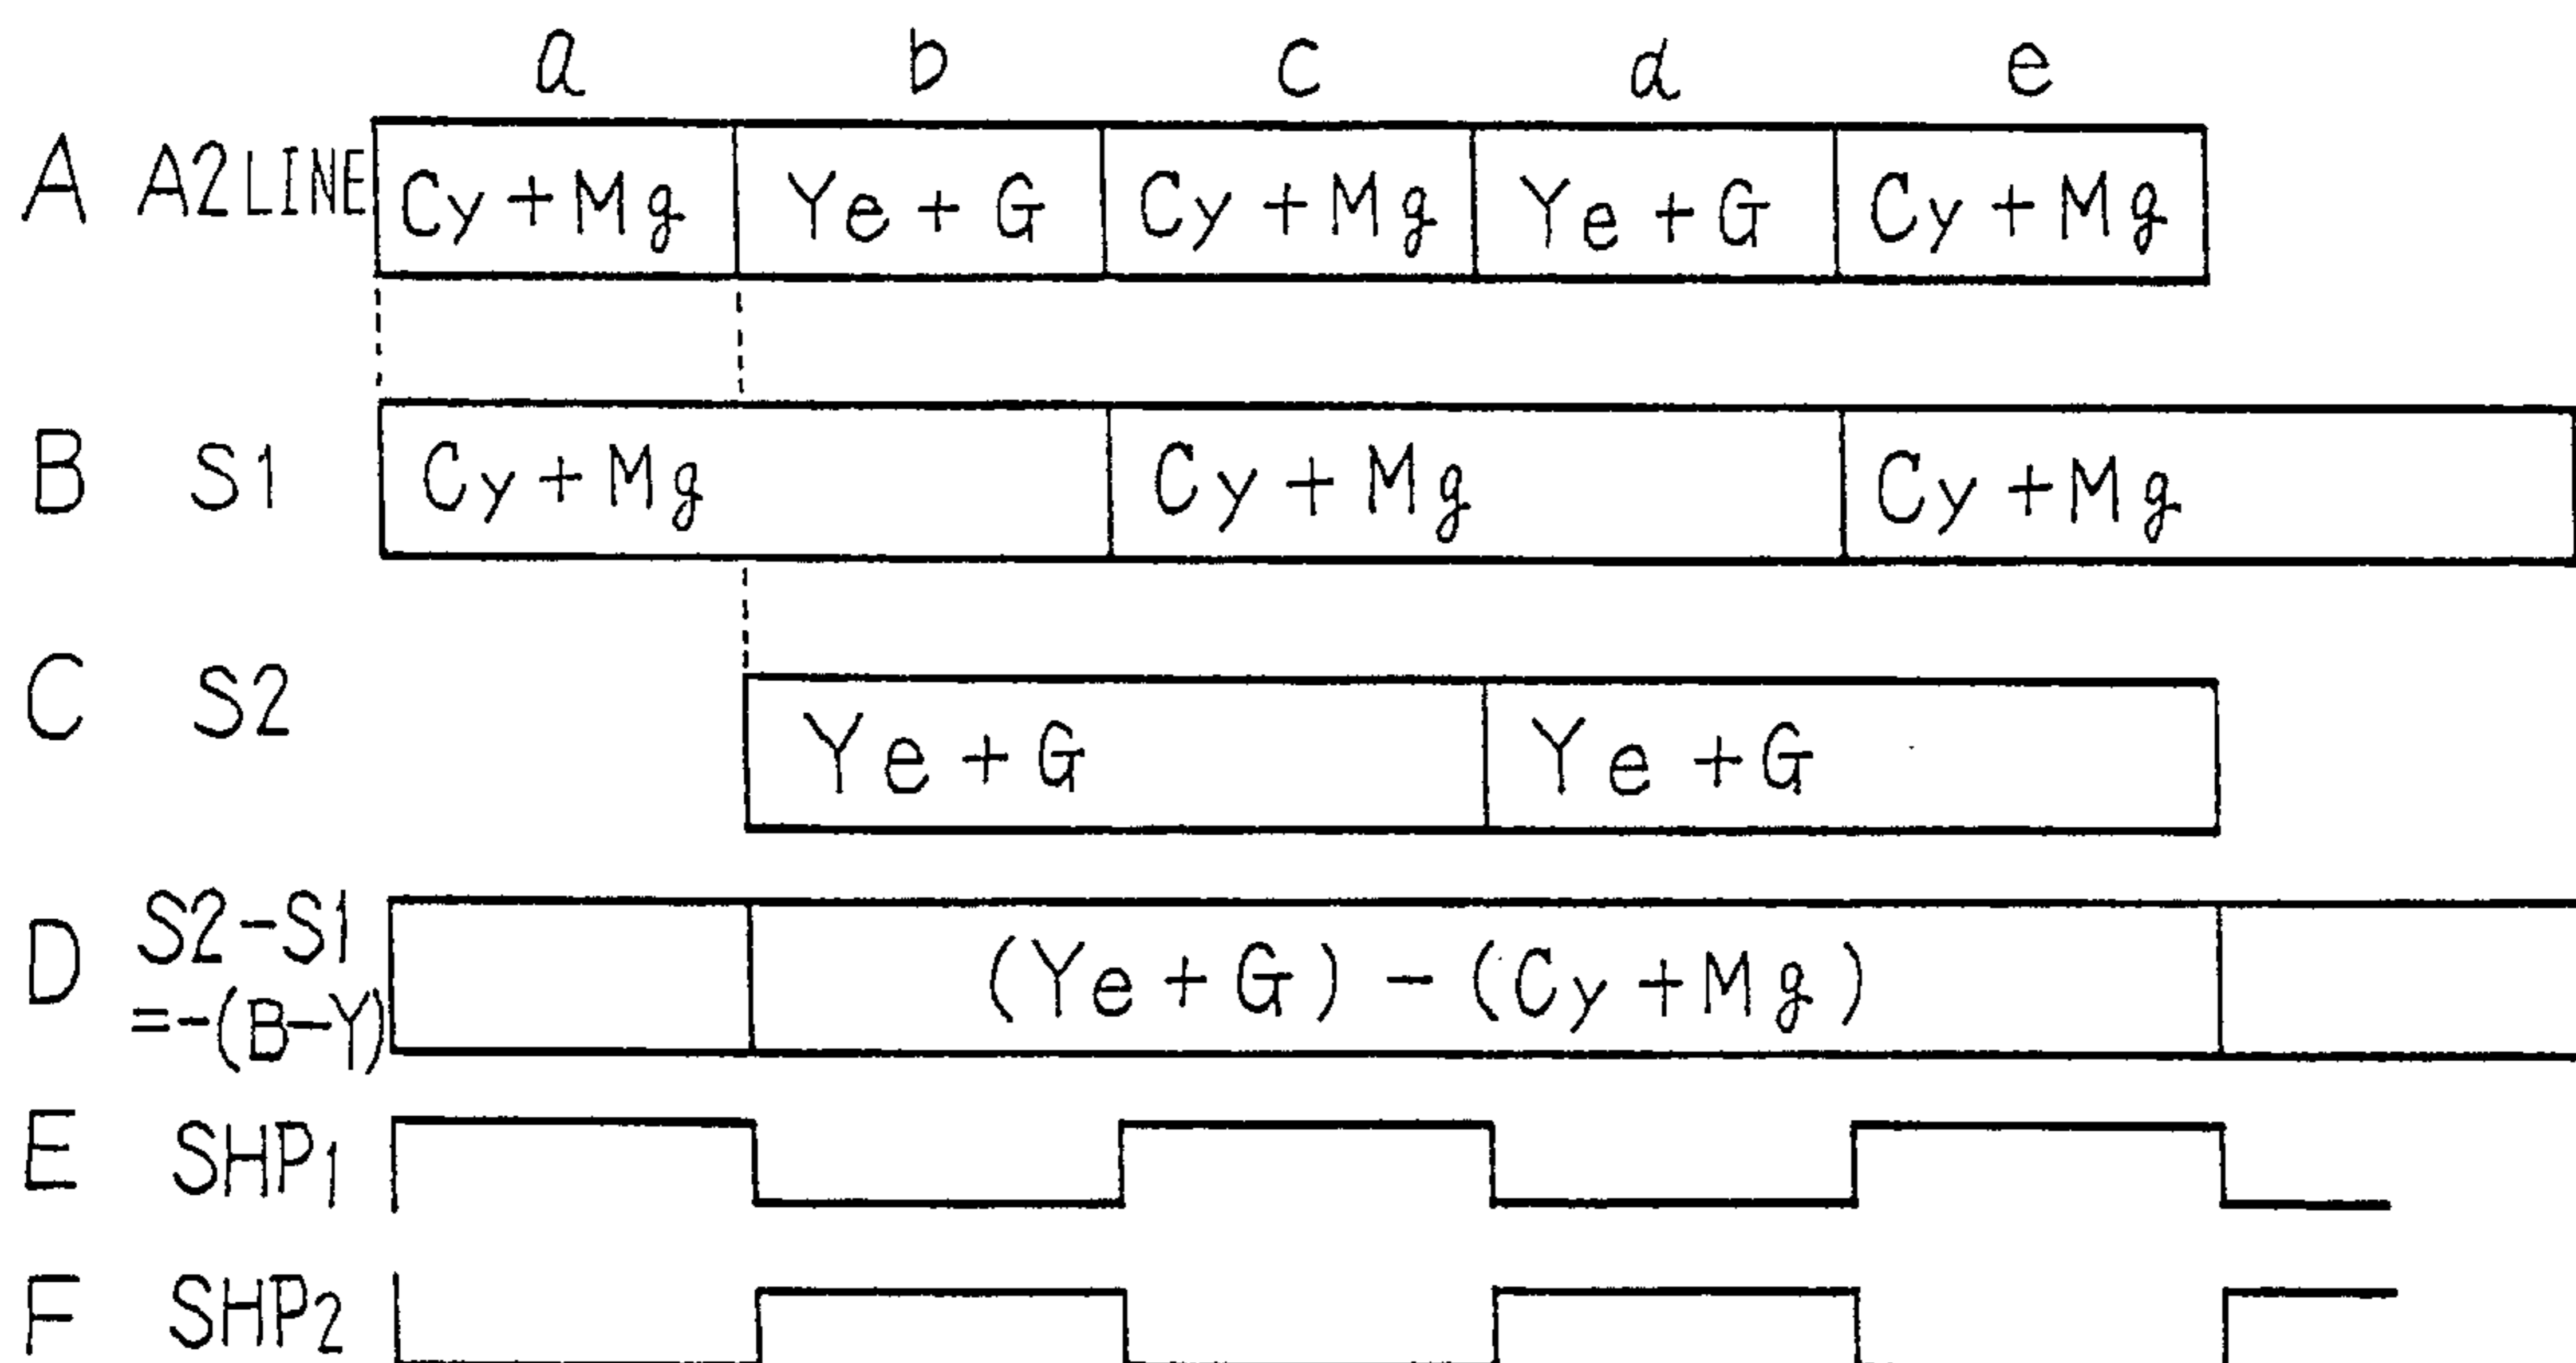 a b c d e
A A2LINE Cy+Mg Ye+G Cy+Mg Ye+G Cy+Mg
B S1 Cy+Mg Cy+Mg Cy+Mg
C S2 Ye+G Ye+G
D S2-S1 (Ye+G)-(Cy+Mg)
=-(B-Y)
E SHP1
F SHP2